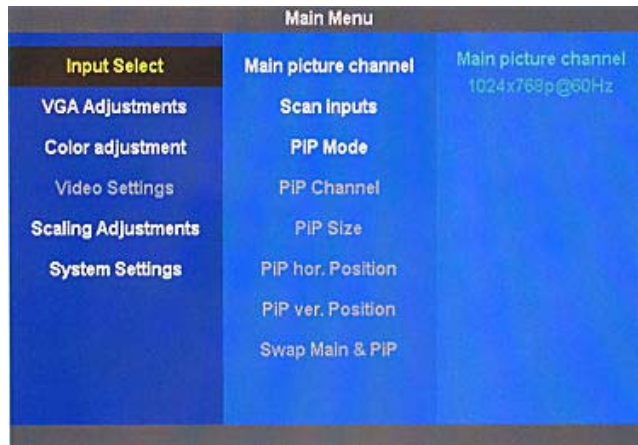 Main Menu
Input Select
VGA Adjustments
Color adjustment
Video Settings
Scaling Adjustments
System Settings
Main picture channel
Scan inputs
PiP Mode
PiP Channel
PiP Size
PiP hor. Position
PiP ver. Position
Swap Main & PiP
Main picture channel
1024x768p@60Hz